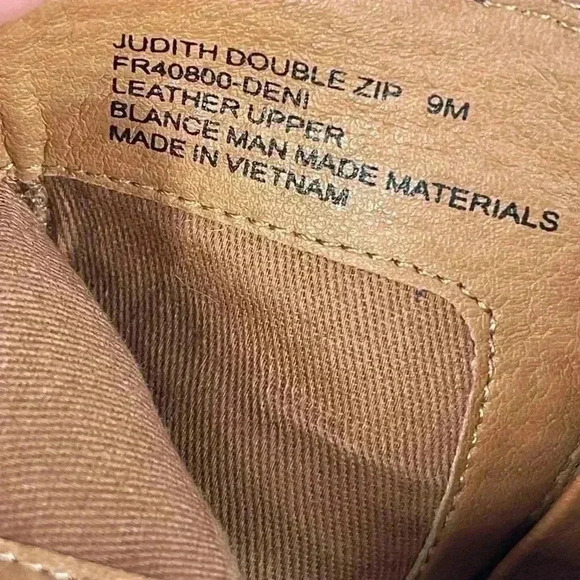 JUDITH DOUBLE ZIP 9M
FR40800-DENI
LEATHER UPPER
BLANCE MAN MADE MATERIALS
MADE IN VIETNAM